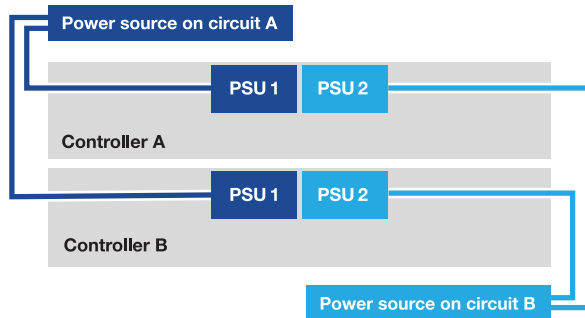 Power source on circuit A
PSU 1
PSU 2
Controller A
PSU 1
PSU 2
Controller B
Power source on circuit B